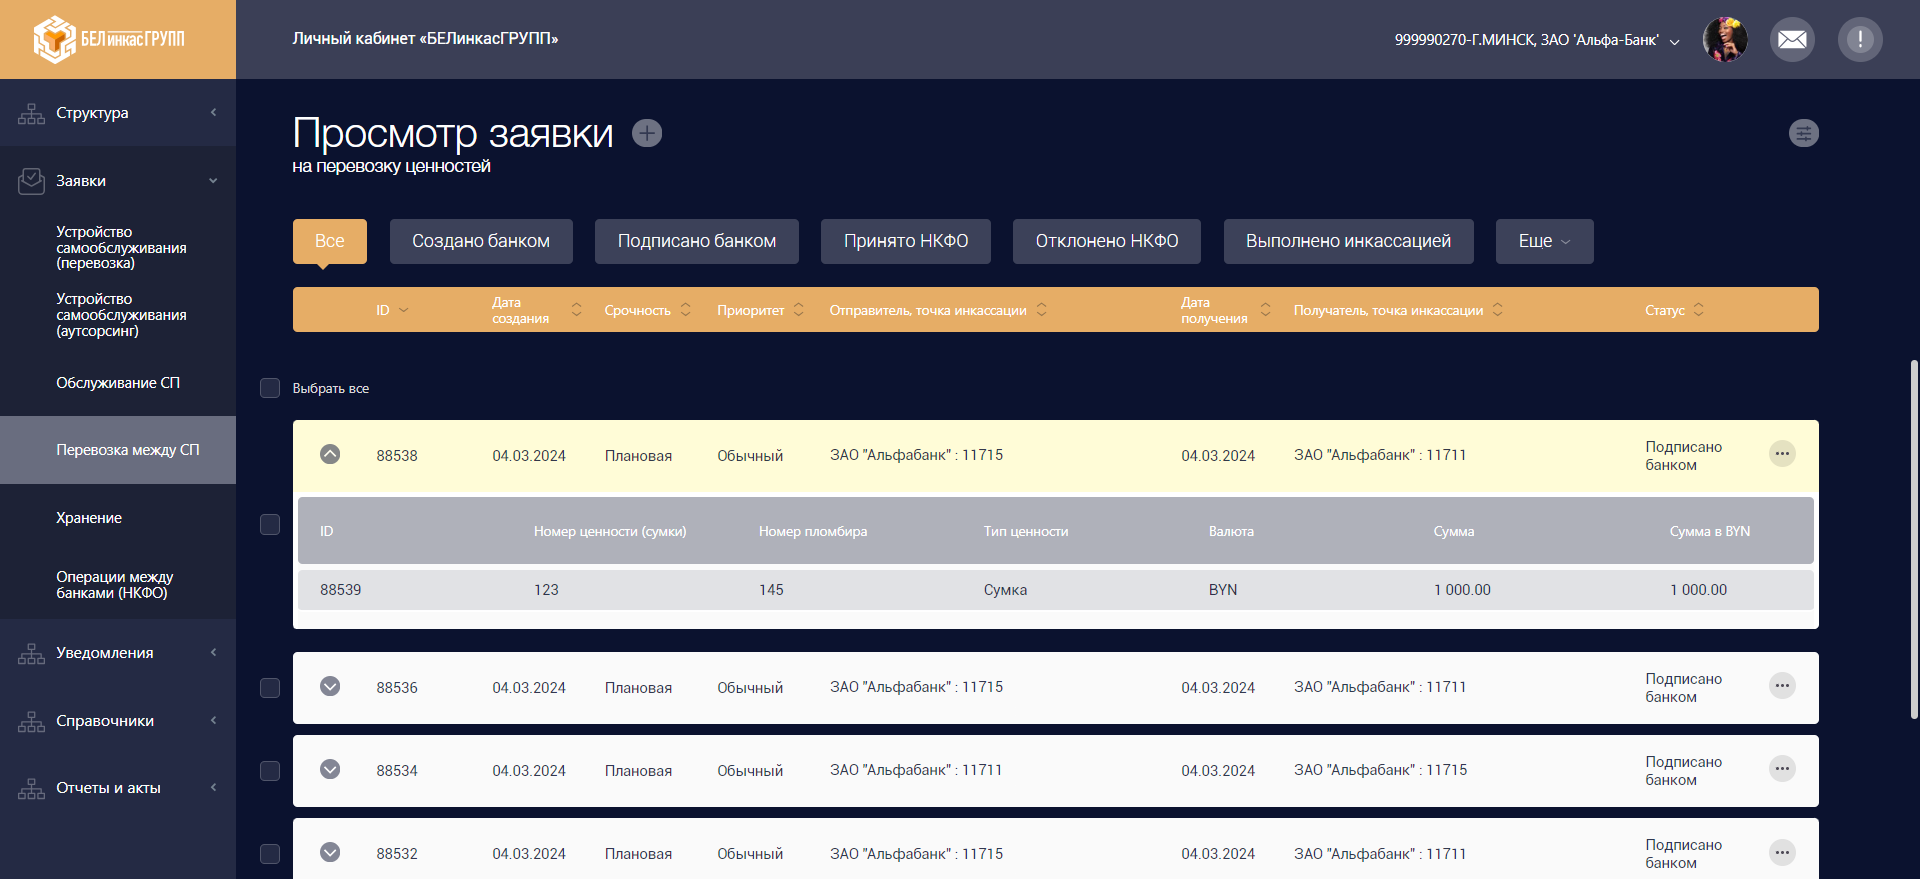 БЕЛинкасГРУПП
Личный кабинет «БЕЛинкасГРУПП»
999990270-Г.МИНСК, ЗАО 'Альфа-Банк'
Структура
Заявки
Устройство
самообслуживания
(перевозка)
Устройство
самообслуживания
(аутсорсинг)
Обслуживание СП
Перевозка между СП
Хранение
Операции между
банками (НКФО)
Уведомления
Справочники
Отчеты и акты
Просмотр заявки
на перевозку ценностей
Все
Создано банком
Подписано банком
Принято НКФО
Отклонено НКФО
Выполнено инкассацией
Еще
ID
Дата
создания
Срочность
Приоритет
Отправитель, точка инкассации
Дата
получения
Получатель, точка инкассации
Статус
Выбрать все
88538 04.03.2024 Плановая Обычный ЗАО "Альфабанк" : 11715 04.03.2024 ЗАО "Альфабанк" : 11711
Подписано
банком
ID Номер ценности (сумки) Номер пломбира Тип ценности Валюта Сумма Сумма в BYN
88539 123 145 Сумка BYN 1 000.00 1 000.00
88536 04.03.2024 Плановая Обычный ЗАО "Альфабанк" : 11715 04.03.2024 ЗАО "Альфабанк" : 11711
Подписано
банком
88534 04.03.2024 Плановая Обычный ЗАО "Альфабанк" : 11711 04.03.2024 ЗАО "Альфабанк" : 11715
Подписано
банком
88532 04.03.2024 Плановая Обычный ЗАО "Альфабанк" : 11715 04.03.2024 ЗАО "Альфабанк" : 11711
Подписано
банком